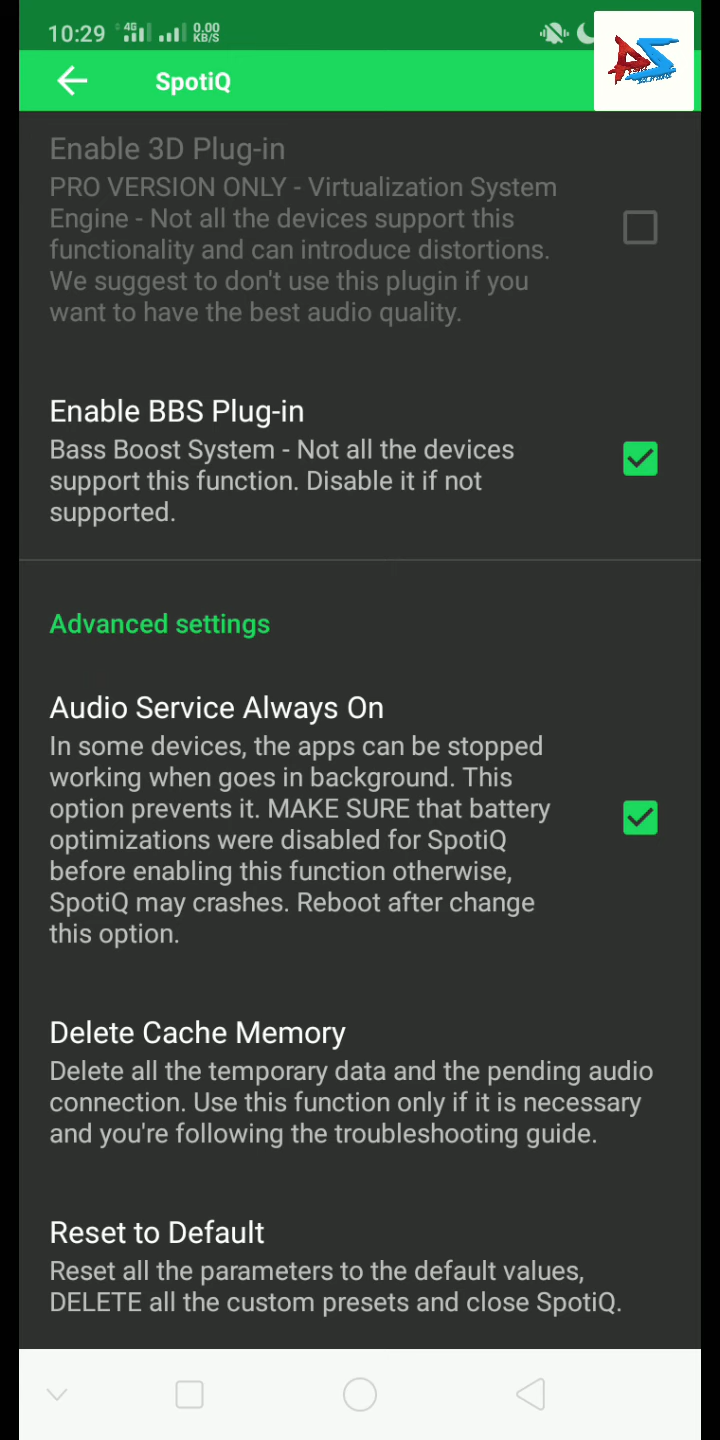 10:29 4G 0.00
KB/S
SpotiQ
Enable 3D Plug-in
PRO VERSION ONLY - Virtualization System
Engine - Not all the devices support this
functionality and can introduce distortions.
We suggest to don't use this plugin if you
want to have the best audio quality.
Enable BBS Plug-in
Bass Boost System - Not all the devices
support this function. Disable it if not
supported.
Advanced settings
Audio Service Always On
In some devices, the apps can be stopped
working when goes in background. This
option prevents it. MAKE SURE that battery
optimizations were disabled for SpotiQ
before enabling this function otherwise,
SpotiQ may crashes. Reboot after change
this option.
Delete Cache Memory
Delete all the temporary data and the pending audio
connection. Use this function only if it is necessary
and you're following the troubleshooting guide.
Reset to Default
Reset all the parameters to the default values,
DELETE all the custom presets and close SpotiQ.